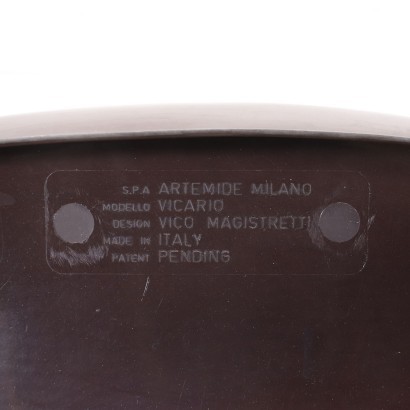 S.P.A ARTEMIDE MILANO
MODELLO VICARIO
DESIGN VICO MAGISTRETTI
MADE IN ITALY
PATENT PENDING